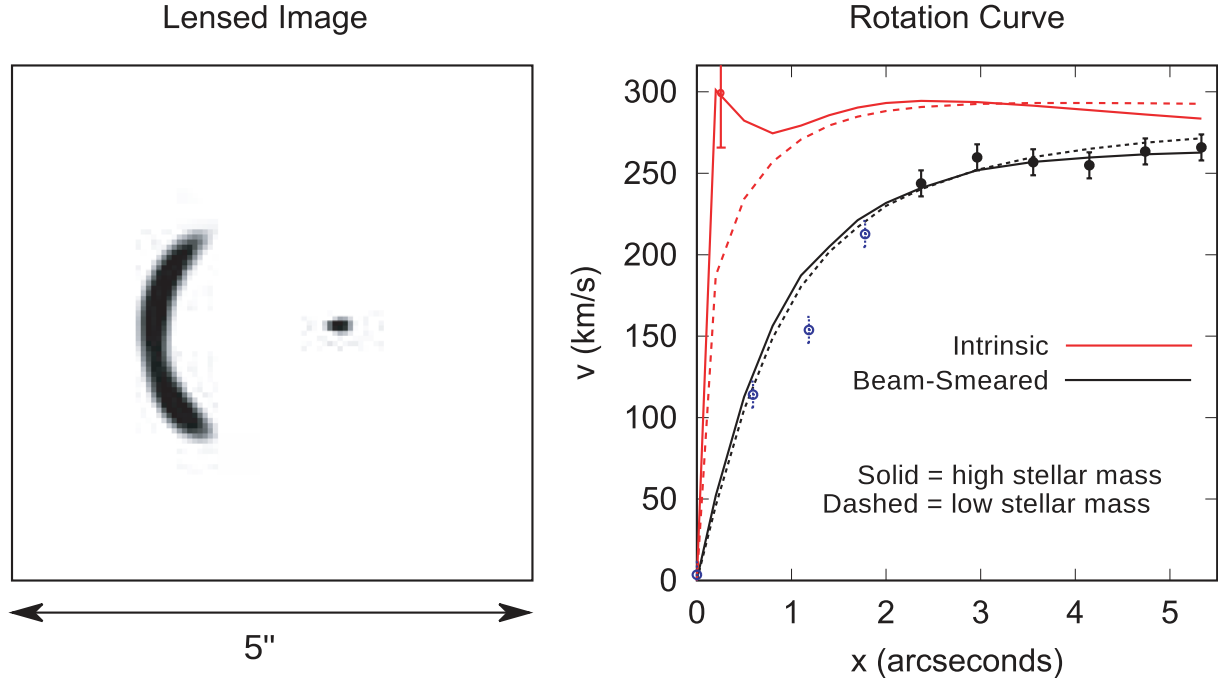 Lensed Image
5"
Rotation Curve
300
250
200
150
100
50
0
v (km/s)
Intrinsic
Beam-Smeared
Solid = high stellar mass
Dashed = low stellar mass
0 1 2 3 4 5
x (arcseconds)